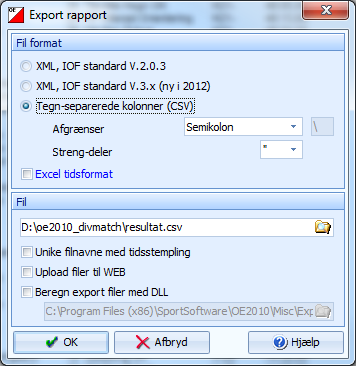 OE
Export rapport
Fil format
XML, IOF standard V.2.0.3
XML, IOF standard V.3.x (ny i 2012)
Tegn-separerede kolonner (CSV)
Afgrænser
Semikolon
\
Streng-deler
"
Excel tidsformat
Fil
D:\oe2010_divmatch\resultat.csv
Unike filnavne med tidsstempling
Upload filer til WEB
Beregn export filer med DLL
C:\Program Files (x86)\SportSoftware\OE2010\Misc\Exp
OK
Afbryd
Hjælp